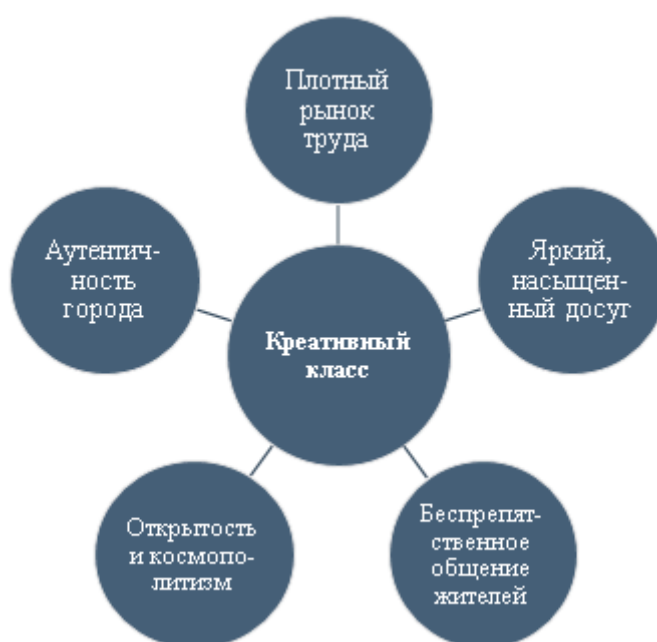 Плотный
рынок
труда
Аутентич-
ность
города
Яркий,
насыщен-
ный досуг
Креативный
класс
Открытость
и космопо-
литизм
Беспрепят-
ственное
общение
жителей